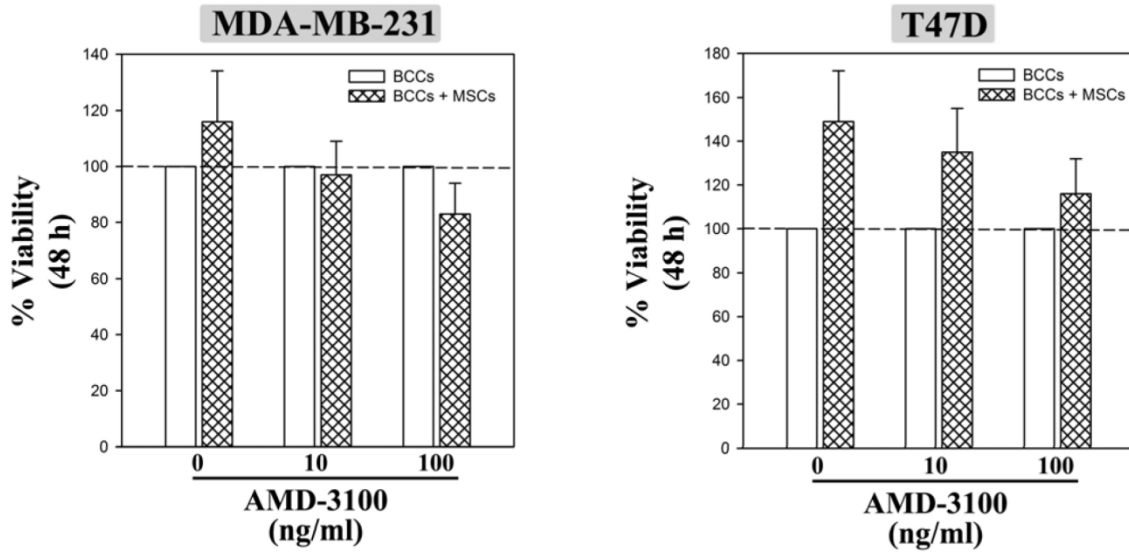 MDA-MB-231
140
120
100
80
60
40
20
0
% Viability
(48 h)
BCCs
BCCs + MSCs
0 10 100
AMD-3100
(ng/ml)
T47D
180
160
140
120
100
80
60
40
20
0
% Viability
(48 h)
BCCs
BCCs + MSCs
0 10 100
AMD-3100
(ng/ml)